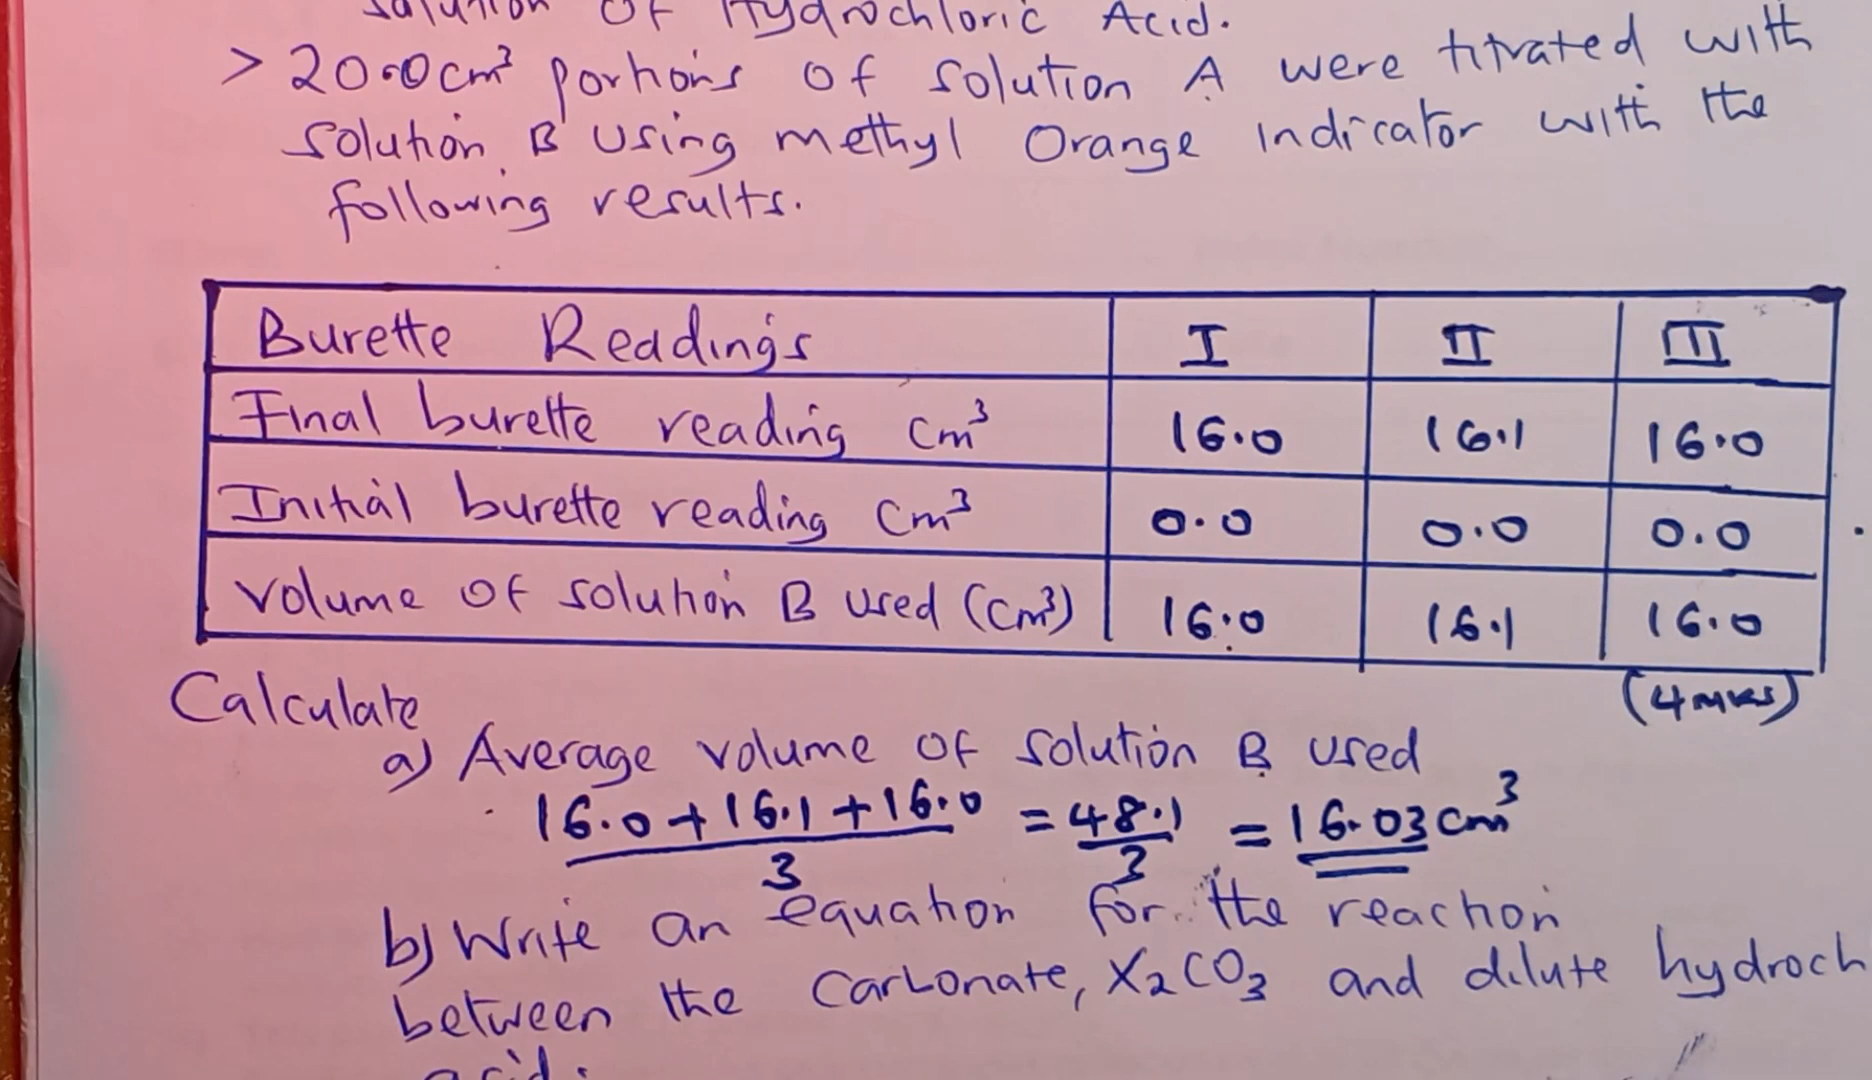 solution of Hydrochloric Acid.
> 20.0cm³ portions of solution A were titrated with
solution B using methyl Orange indicator with the
following results.
Burette Readings I II III
Final burette reading cm³ 16.0 16.1 16.0
Initial burette reading cm³ 0.0 0.0 0.0
Volume of solution B used (cm³) 16.0 16.1 16.0
(4mks)
Calculate
a) Average volume of solution B used
16.0+16.1+16.0 = 48.1 = 16.03cm³
3 3
b) Write an equation for the reaction
between the carbonate, X₂CO₃ and dilute hydroch
acid.